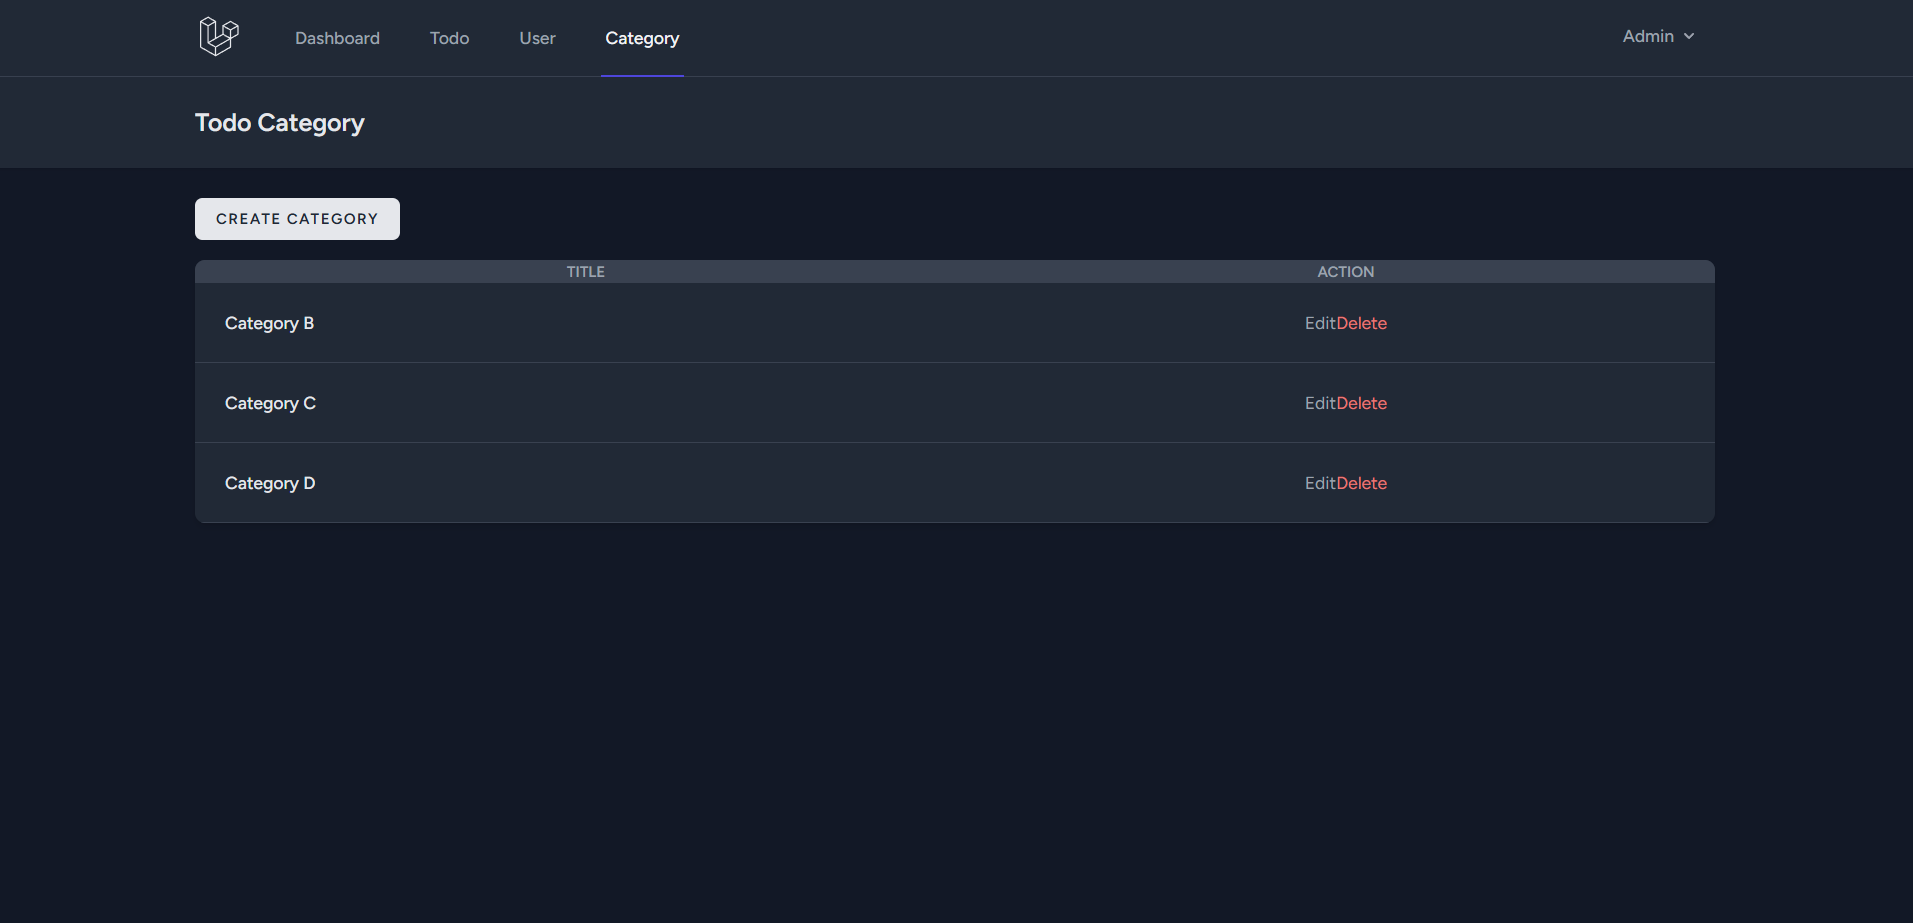 Dashboard Todo User Category Admin
Todo Category
CREATE CATEGORY
TITLE ACTION
Category B EditDelete
Category C EditDelete
Category D EditDelete